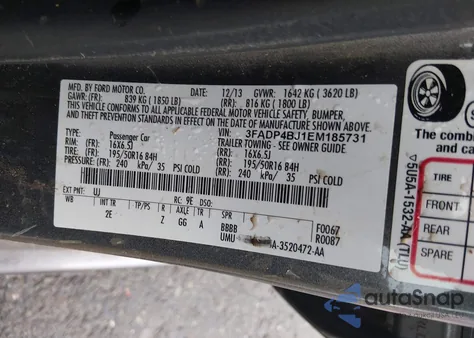 MFD. BY FORD MOTOR CO.
DATE: 12/13 GVWR: 1642 KG (3620 LB)
GAWR: (FR): 839 KG (1850 LB) (RR): 816 KG (1800 LB)
THIS VEHICLE CONFORMS TO ALL APPLICABLE FEDERAL MOTOR VEHICLE SAFETY, BUMPER,
AND THEFT PREVENTION STANDARDS IN EFFECT ON THE DATE OF MANUFACTURE SHOWN ABOVE.
VIN: 3FADP4BJ1EM185731
TYPE: Passenger Car TRAILER TOWING - SEE OWNER GUIDE.
RIM: (FR): 16X6.5J RIM: (RR): 16X6.5J
TIRE: (FR): 195/50R16 84H TIRE: (RR): 195/50R16 84H
PRESSURE: (FR): 240 kPa/ 35 PSI COLD (RR): 240 kPa/ 35 PSI COLD
EXT PNT: UJ RC: 9E DSO:
WB INT TR TP/PS R AXLE TR SPR F0067
2E Z GG A BBBB R0087
UMU A-3520472-AA
The combi
and
TIRE
FRONT
REAR
SPARE
5U5A-1532-AA (TLU)
autaSnap